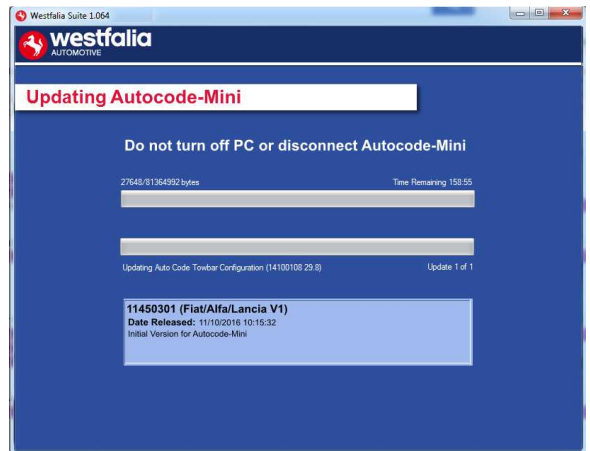 Westfalia Suite 1.064
westfalia
AUTOMOTIVE
Updating Autocode-Mini
Do not turn off PC or disconnect Autocode-Mini
27648/81364992 bytes Time Remaining 158:55
Updating Auto Code Towbar Configuration (14100108 29.8) Update 1 of 1
11450301 (Fiat/Alfa/Lancia V1)
Date Released: 11/10/2016 10:15:32
Initial Version for Autocode-Mini